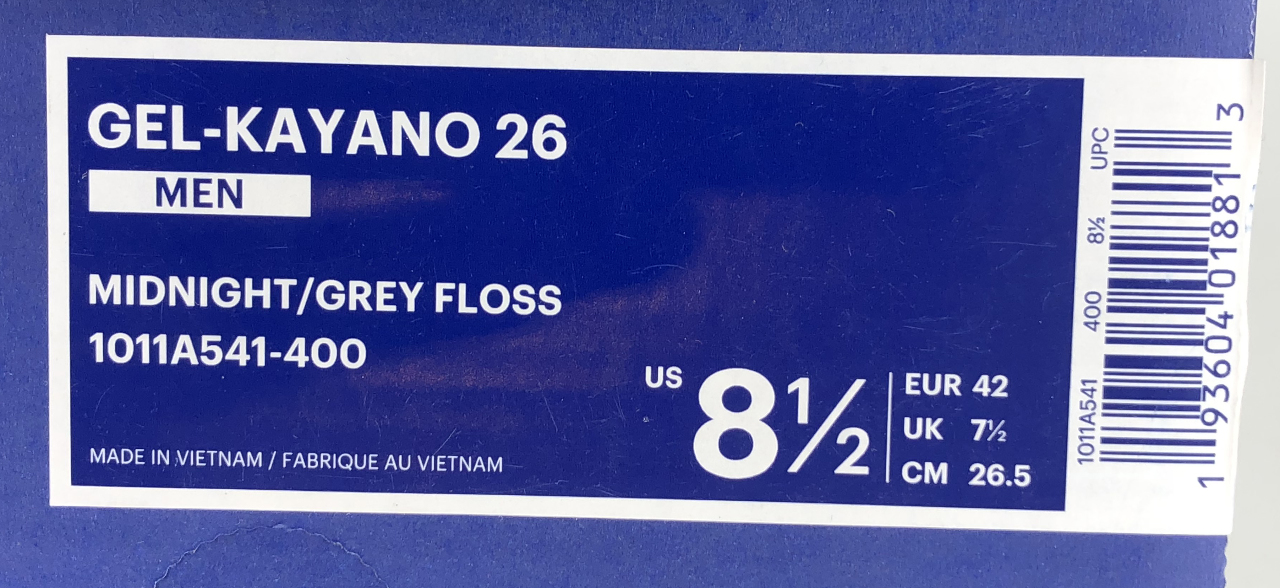 GEL-KAYANO 26
MEN
MIDNIGHT/GREY FLOSS
1011A541-400
MADE IN VIETNAM / FABRIQUE AU VIETNAM
US 8½
EUR 42
UK 7½
CM 26.5
1011A541 400 8½ UPC
1 93604 01881 3